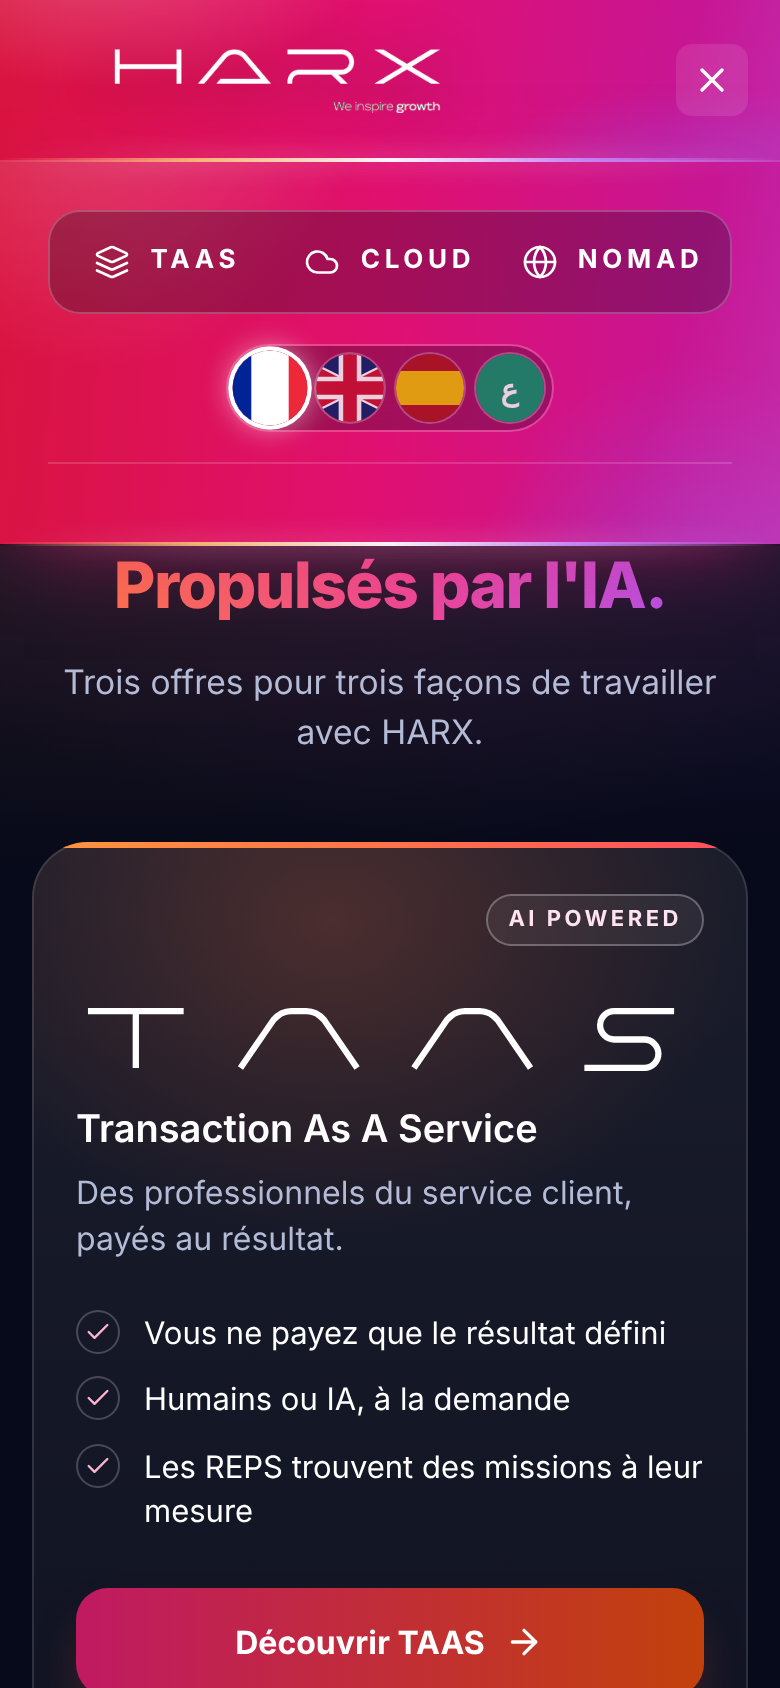 HARX
We inspire growth
TAAS CLOUD NOMAD
ع
Propulsés par l'IA.
Trois offres pour trois façons de travailler
avec HARX.
AI POWERED
TAAS
Transaction As A Service
Des professionnels du service client,
payés au résultat.
Vous ne payez que le résultat défini
Humains ou IA, à la demande
Les REPS trouvent des missions à leur
mesure
Découvrir TAAS